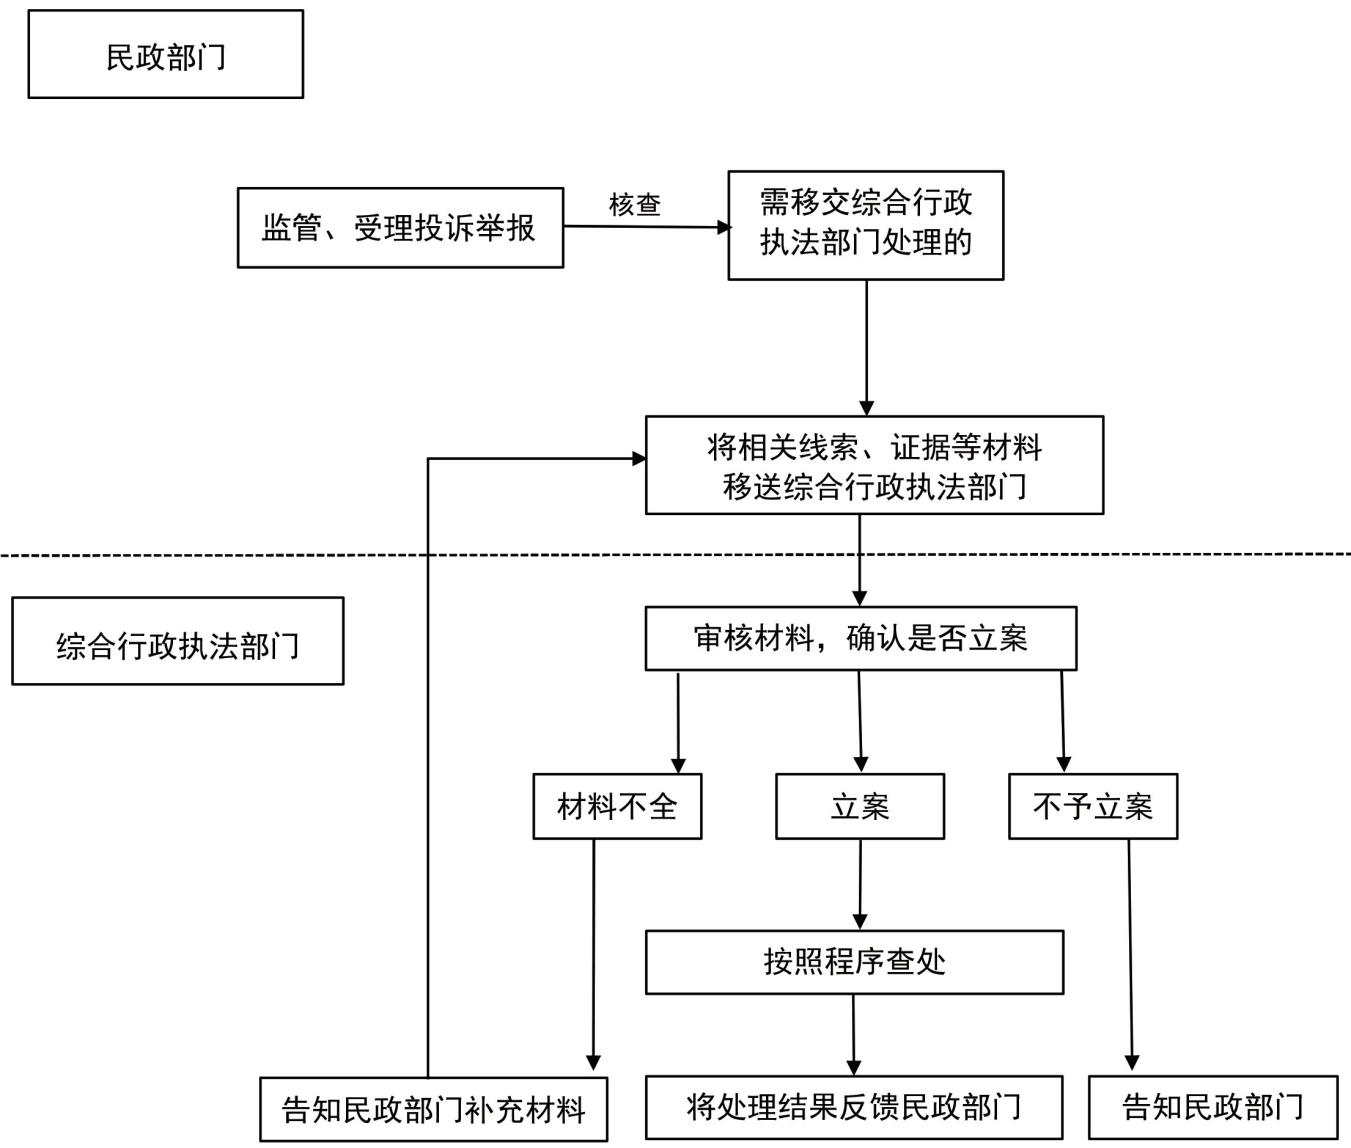 民政部门
监管、受理投诉举报
核查
需移交综合行政
执法部门处理的
将相关线索、证据等材料
移送综合行政执法部门
综合行政执法部门
审核材料，确认是否立案
材料不全
立案
不予立案
按照程序查处
告知民政部门补充材料
将处理结果反馈民政部门
告知民政部门